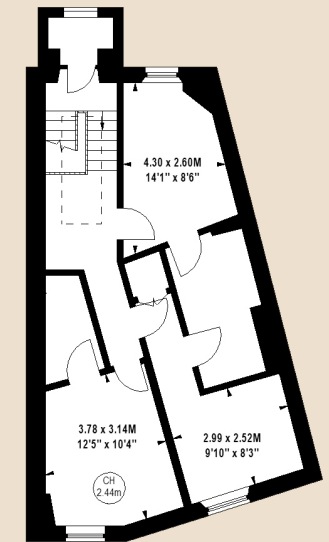 4.30 x 2.60M
14'1" x 8'6"
3.78 x 3.14M
12'5" x 10'4"
2.99 x 2.52M
9'10" x 8'3"
CH
2.44m